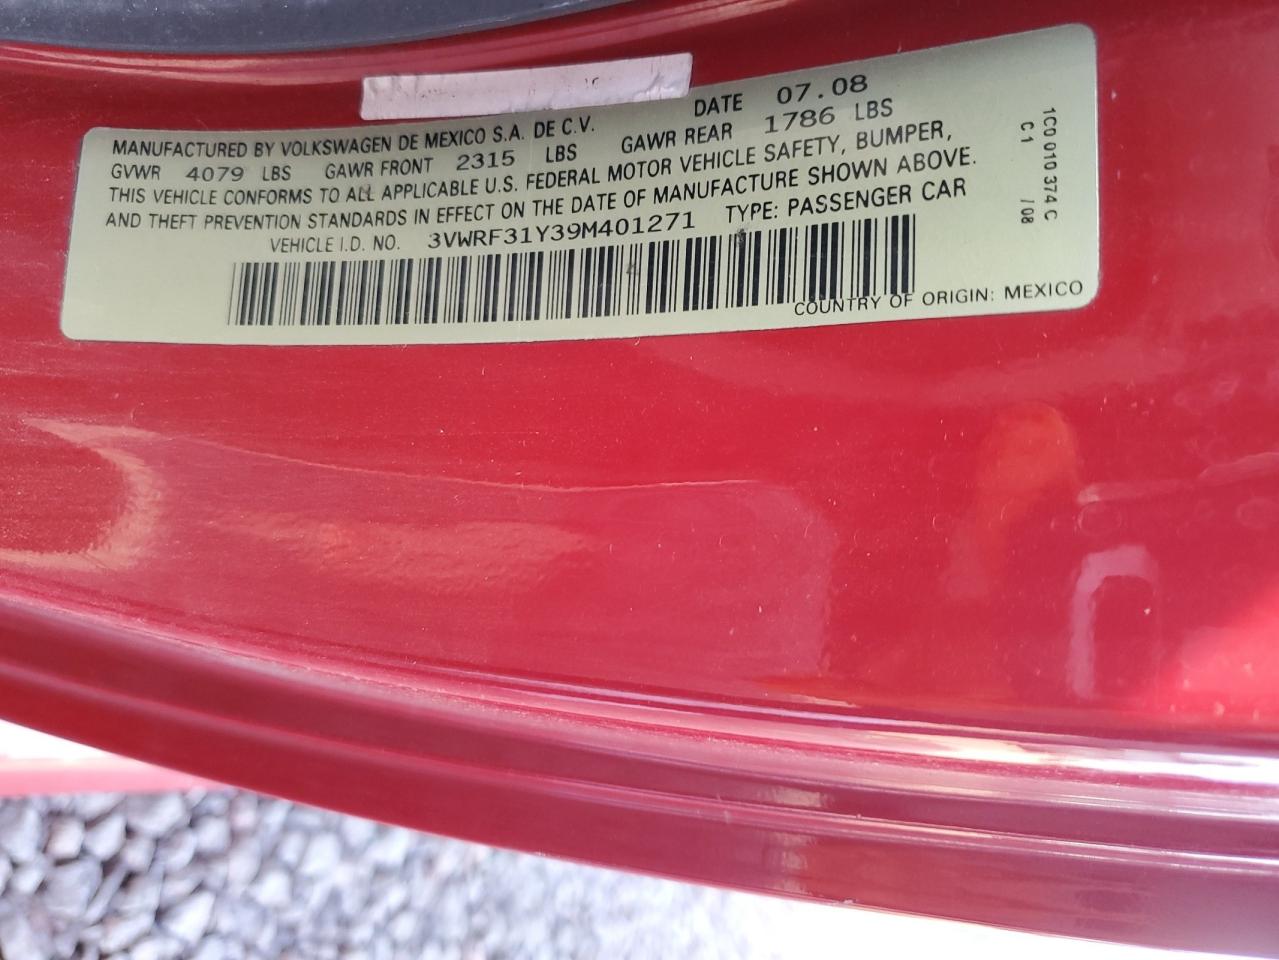 DATE 07.08
MANUFACTURED BY VOLKSWAGEN DE MEXICO S.A. DE C.V.
GVWR 4079 LBS GAWR FRONT 2315 LBS GAWR REAR 1786 LBS
THIS VEHICLE CONFORMS TO ALL APPLICABLE U.S. FEDERAL MOTOR VEHICLE SAFETY, BUMPER,
AND THEFT PREVENTION STANDARDS IN EFFECT ON THE DATE OF MANUFACTURE SHOWN ABOVE.
VEHICLE I.D. NO. 3VWRF31Y39M401271 TYPE: PASSENGER CAR
COUNTRY OF ORIGIN: MEXICO
1C0 010 374 C
C1 /08